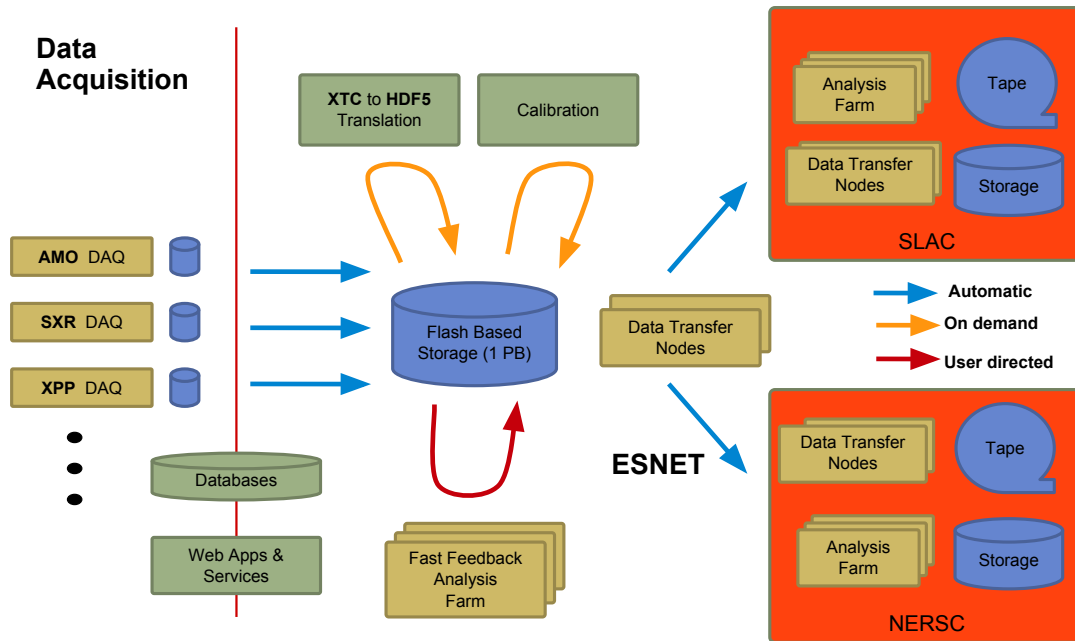 Data
Acquisition
XTC to HDF5
Translation
Calibration
AMO DAQ
SXR DAQ
XPP DAQ
Databases
Web Apps &
Services
Flash Based
Storage (1 PB)
Fast Feedback
Analysis
Farm
Data Transfer
Nodes
ESNET
Analysis
Farm
Tape
Data Transfer
Nodes
Storage
SLAC
Automatic
On demand
User directed
Data Transfer
Nodes
Tape
Analysis
Farm
Storage
NERSC